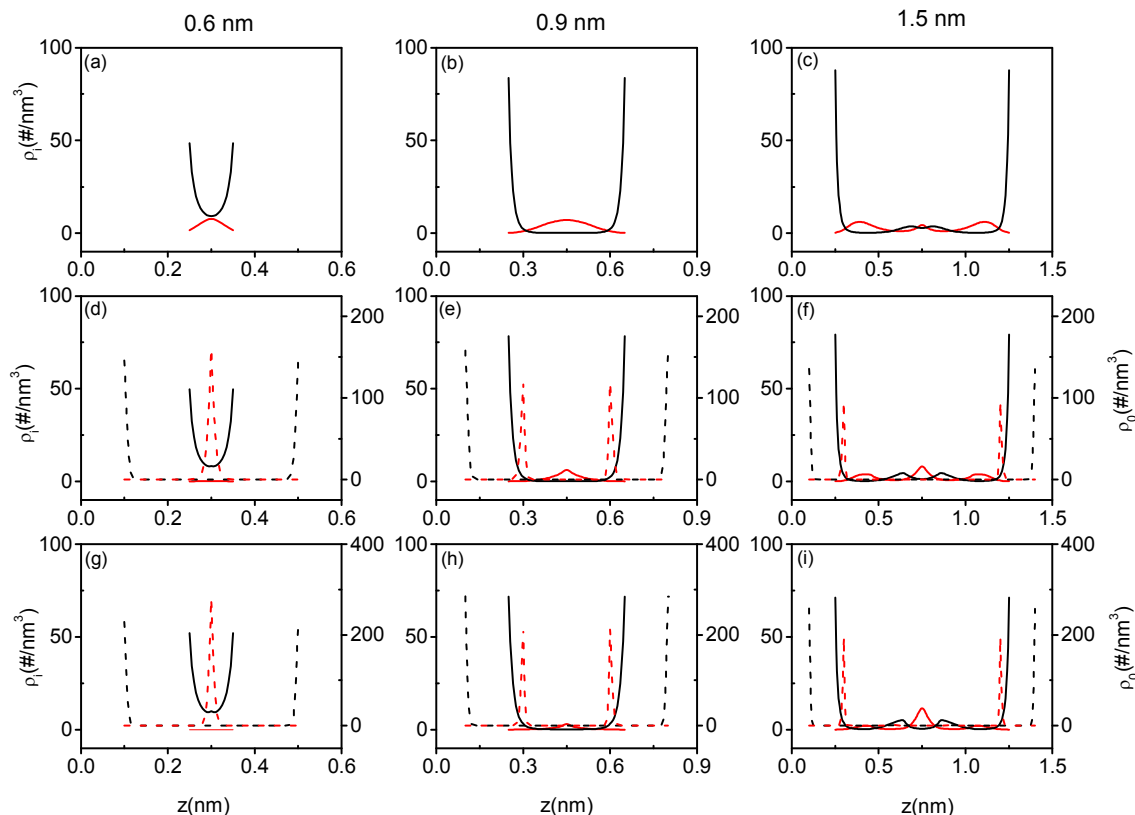 0.6 nm 0.9 nm 1.5 nm
(a) (b) (c)
100 100 100
50 50 50
0 0 0
ρi(#/nm3)
0.0 0.2 0.4 0.6 0.0 0.3 0.6 0.9 0.0 0.5 1.0 1.5
(d) (e) (f)
100 200 100 200 100 200
50 100 50 100 50 100
0 0 0 0 0 0
ρi(#/nm3) ρ0(#/nm3)
0.0 0.2 0.4 0.6 0.0 0.3 0.6 0.9 0.0 0.5 1.0 1.5
(g) (h) (i)
100 400 100 400 100 400
50 200 50 200 50 200
0 0 0 0 0 0
ρi(#/nm3) ρ0(#/nm3)
0.0 0.2 0.4 0.6 0.0 0.3 0.6 0.9 0.0 0.5 1.0 1.5
z(nm) z(nm) z(nm)